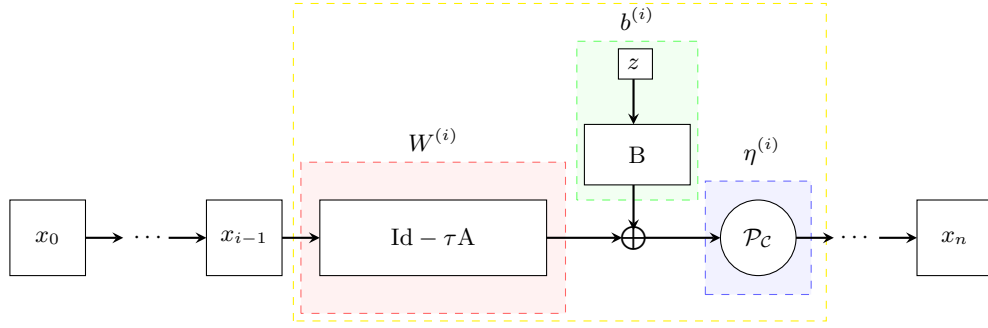 b^{(i)}
z
W^{(i)}
B
η^{(i)}
x_0 ··· x_{i−1} Id − τA 𝒫_𝒞 ··· x_n